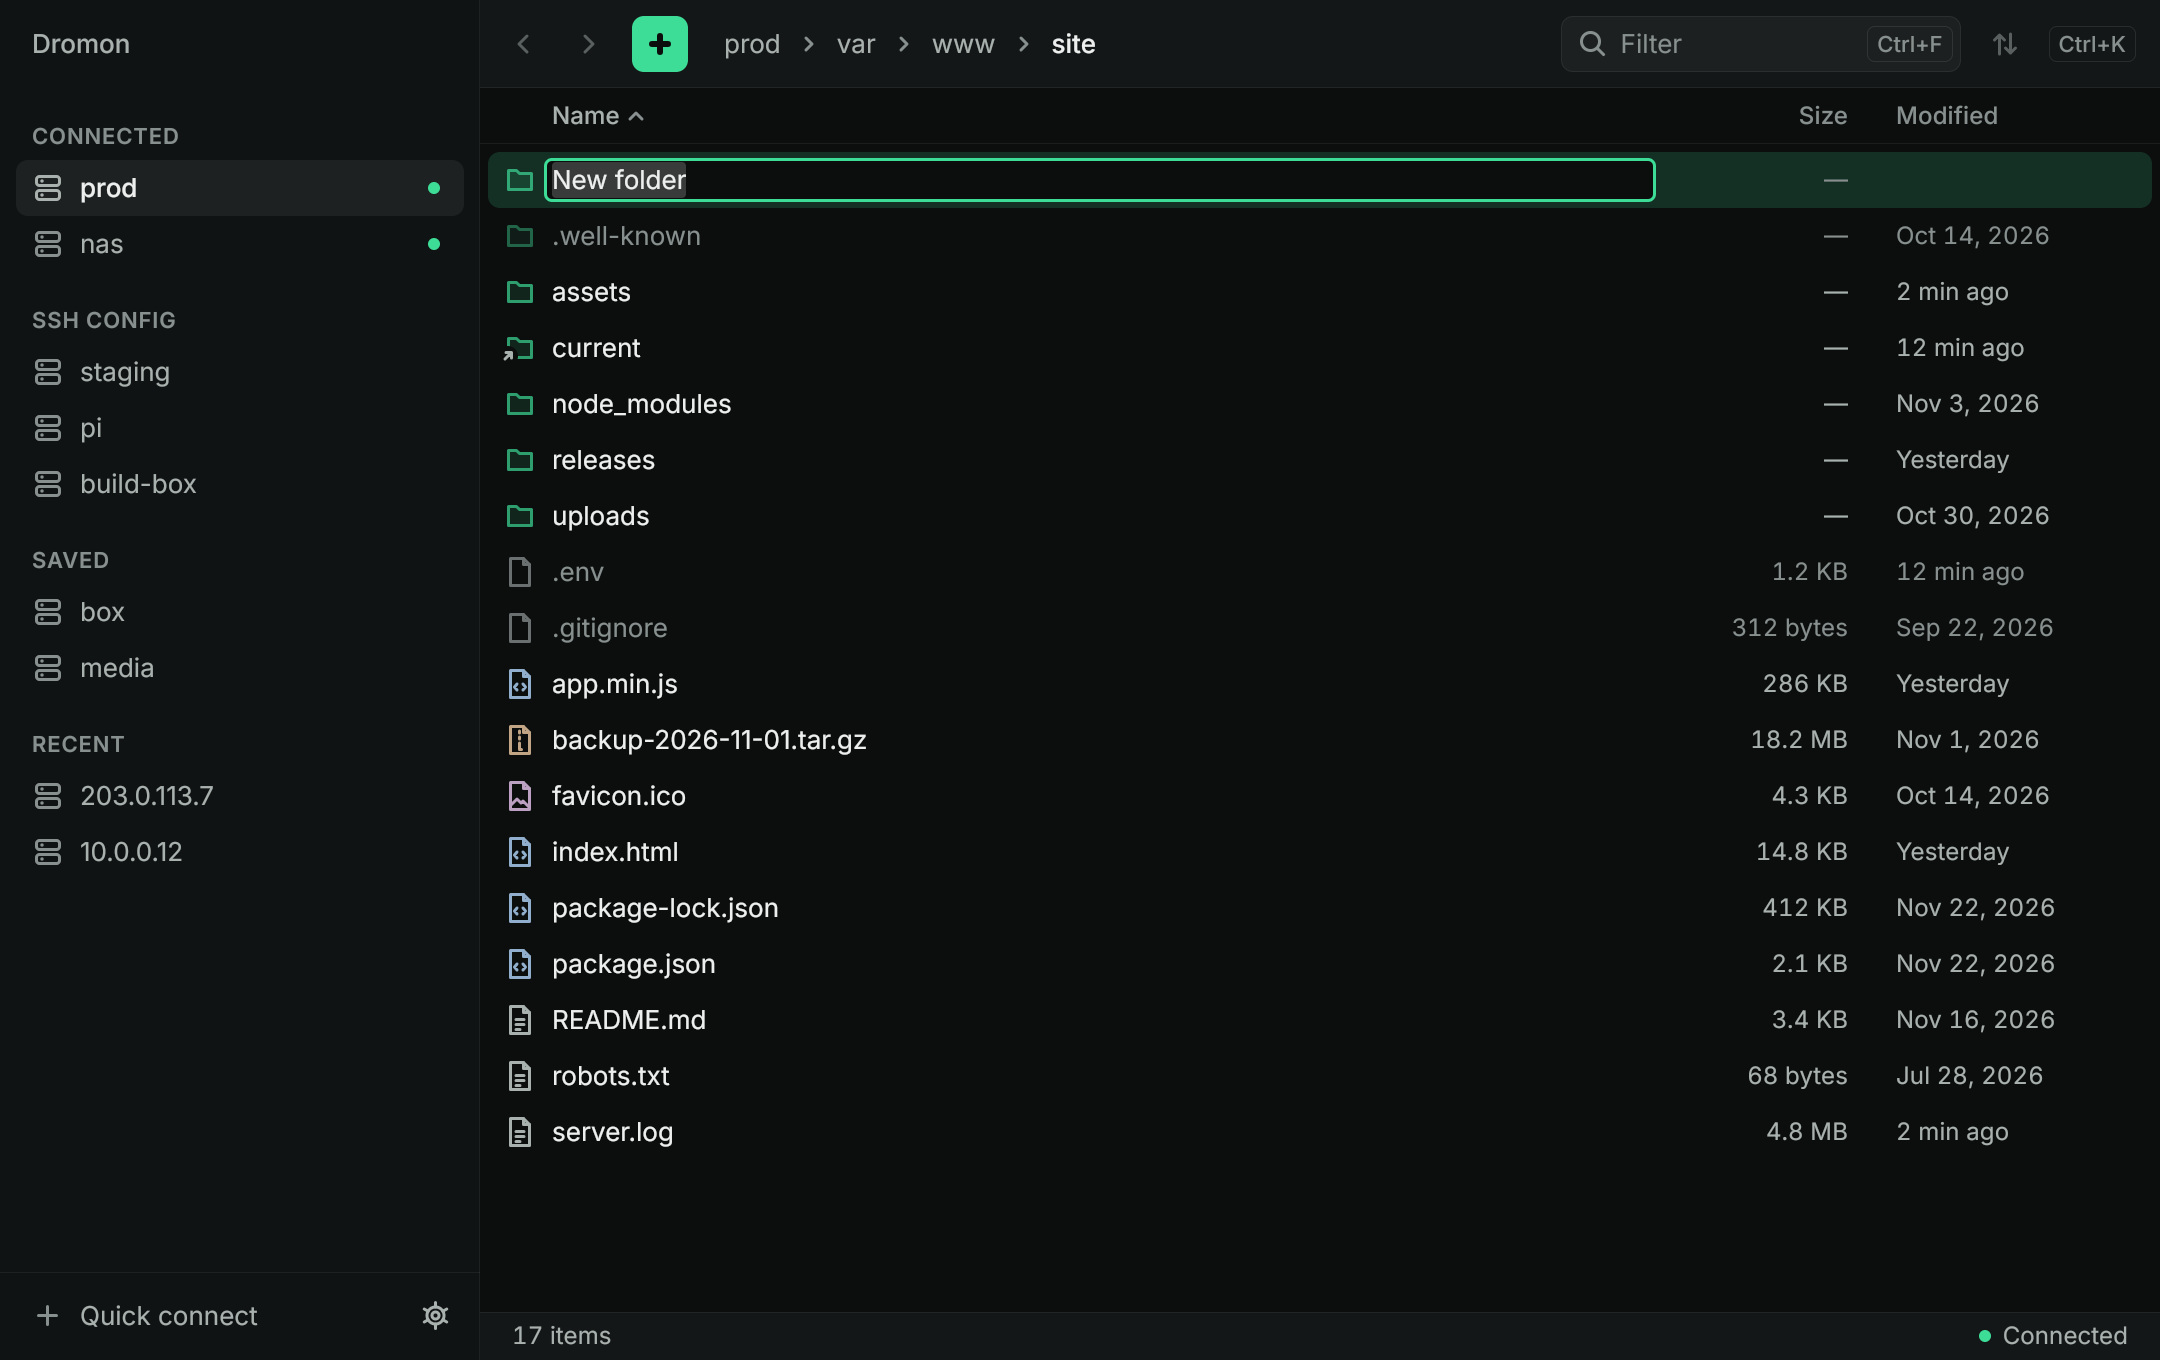 Dromon
prod var www site
Filter Ctrl+F Ctrl+K
CONNECTED
prod
nas
SSH CONFIG
staging
pi
build-box
SAVED
box
media
RECENT
203.0.113.7
10.0.0.12
Quick connect
Name Size Modified
New folder —
.well-known — Oct 14, 2026
assets — 2 min ago
current — 12 min ago
node_modules — Nov 3, 2026
releases — Yesterday
uploads — Oct 30, 2026
.env 1.2 KB 12 min ago
.gitignore 312 bytes Sep 22, 2026
app.min.js 286 KB Yesterday
backup-2026-11-01.tar.gz 18.2 MB Nov 1, 2026
favicon.ico 4.3 KB Oct 14, 2026
index.html 14.8 KB Yesterday
package-lock.json 412 KB Nov 22, 2026
package.json 2.1 KB Nov 22, 2026
README.md 3.4 KB Nov 16, 2026
robots.txt 68 bytes Jul 28, 2026
server.log 4.8 MB 2 min ago
17 items Connected